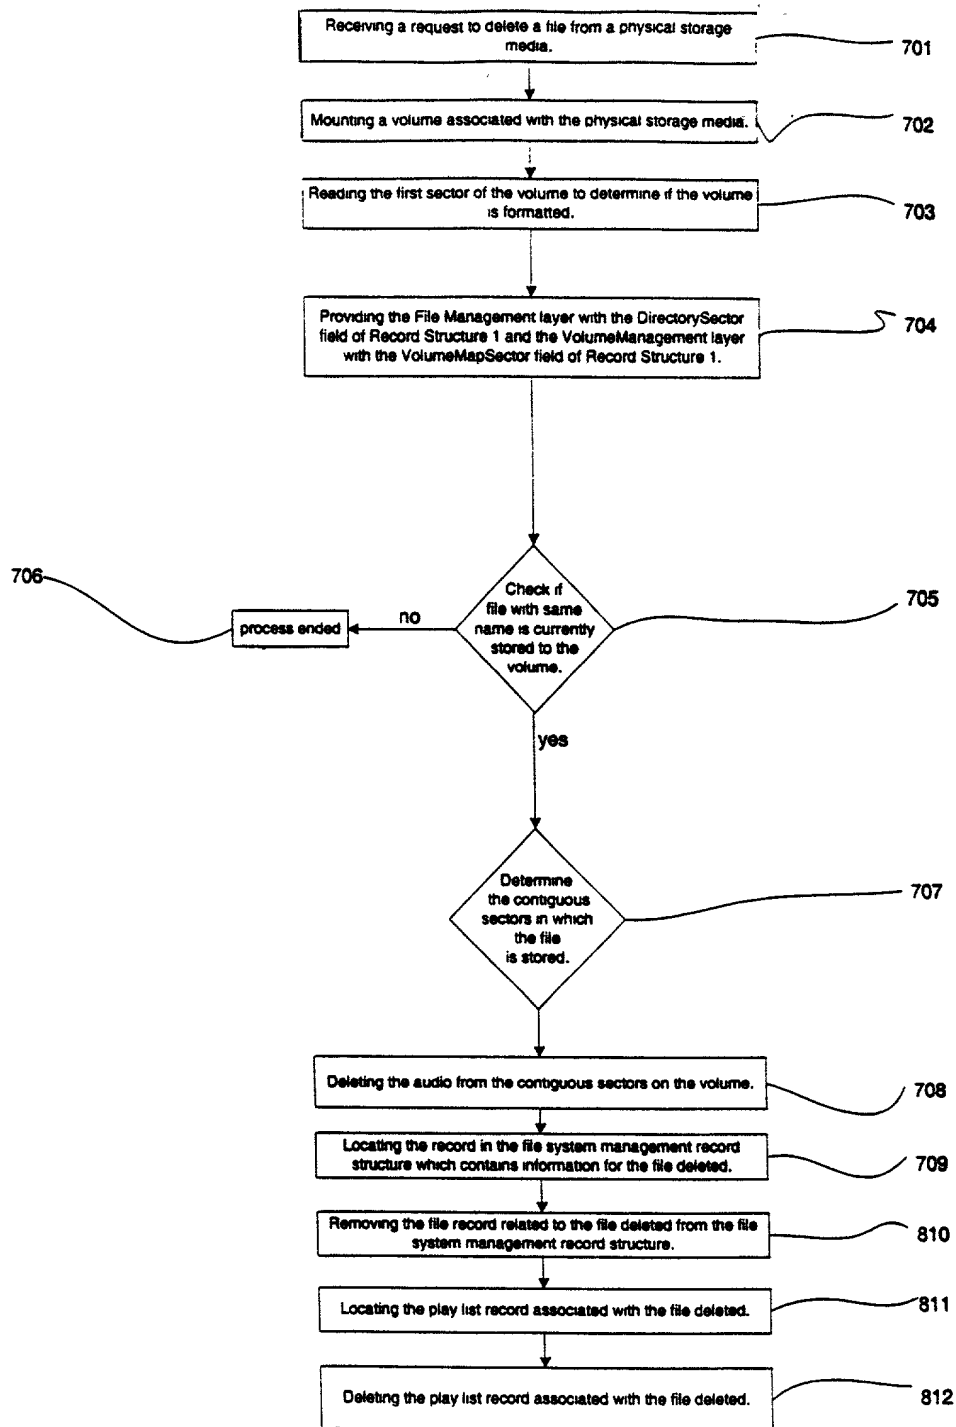 Receiving a request to delete a file from a physical storage
media.
701
Mounting a volume associated with the physical storage media.
702
Reading the first sector of the volume to determine if the volume
is formatted.
703
Providing the File Management layer with the DirectorySector
field of Record Structure 1 and the VolumeManagement layer
with the VolumeMapSector field of Record Structure 1.
704
Check if
file with same
name is currently
stored to the
volume.
705
no
process ended
706
yes
Determine
the contiguous
sectors in which
the file
is stored.
707
Deleting the audio from the contiguous sectors on the volume.
708
Locating the record in the file system management record
structure which contains information for the file deleted.
709
Removing the file record related to the file deleted from the file
system management record structure.
810
Locating the play list record associated with the file deleted.
811
Deleting the play list record associated with the file deleted.
812